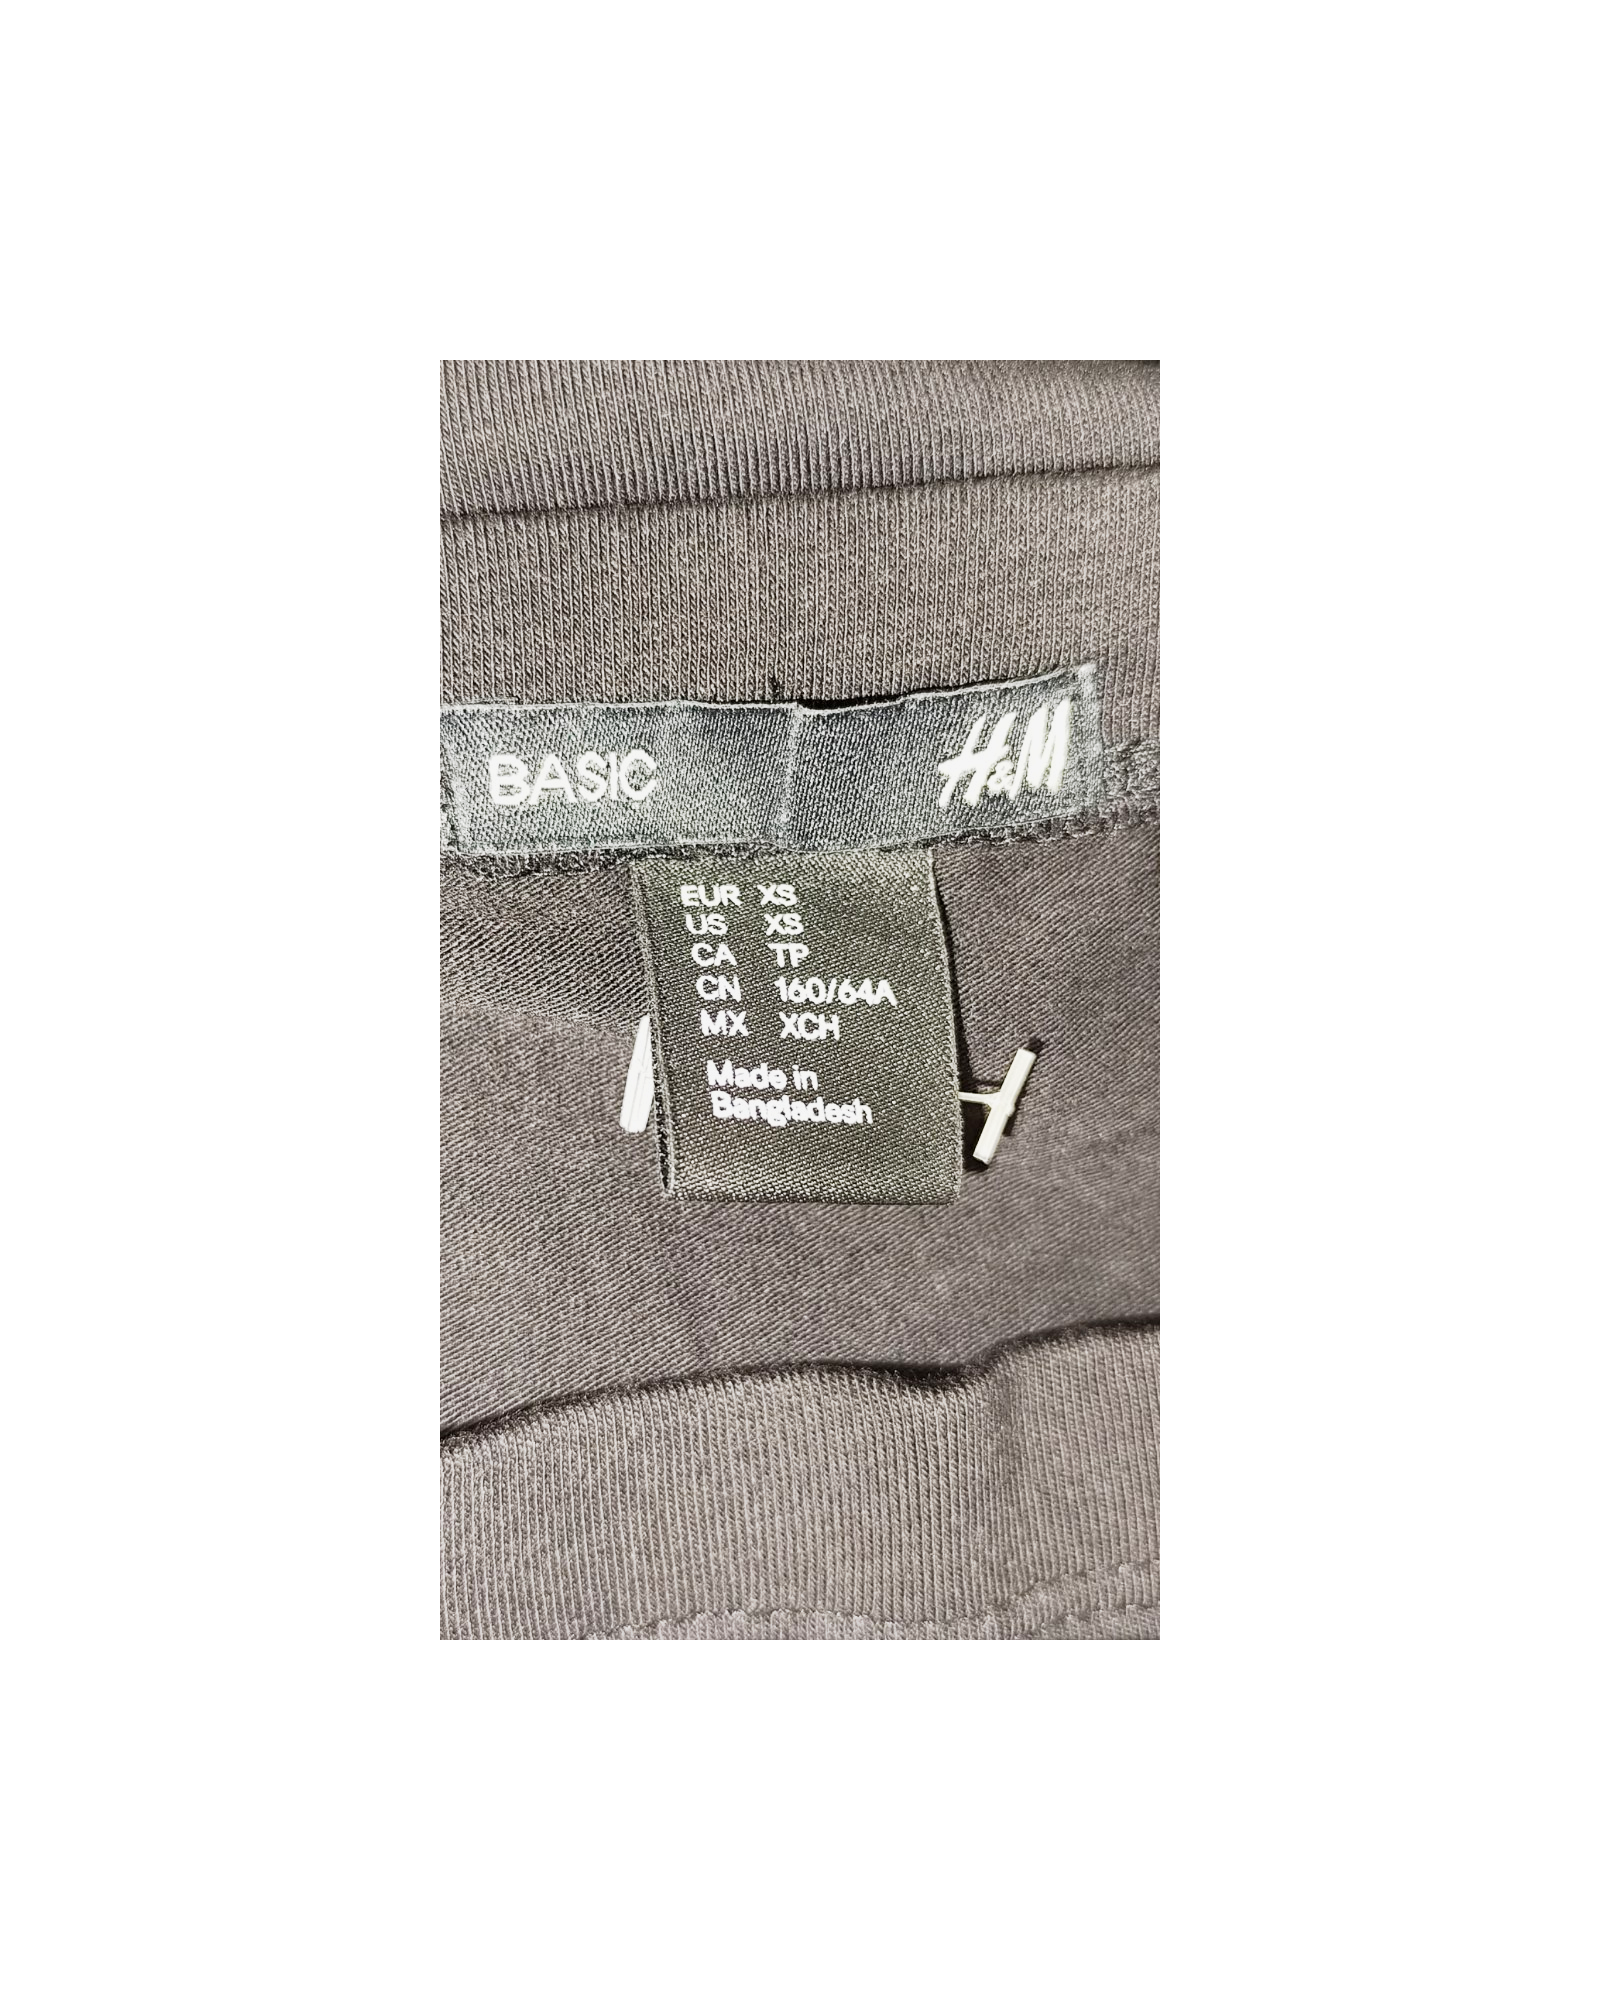 BASIC H&M
EUR XS
US XS
CA TP
CN 160/64A
MX XCH
Made in
Bangladesh